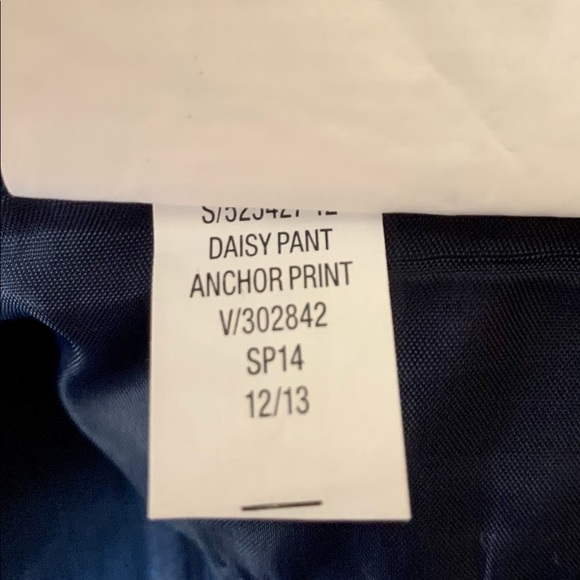 DAISY PANT
ANCHOR PRINT
V/302842
SP14
12/13